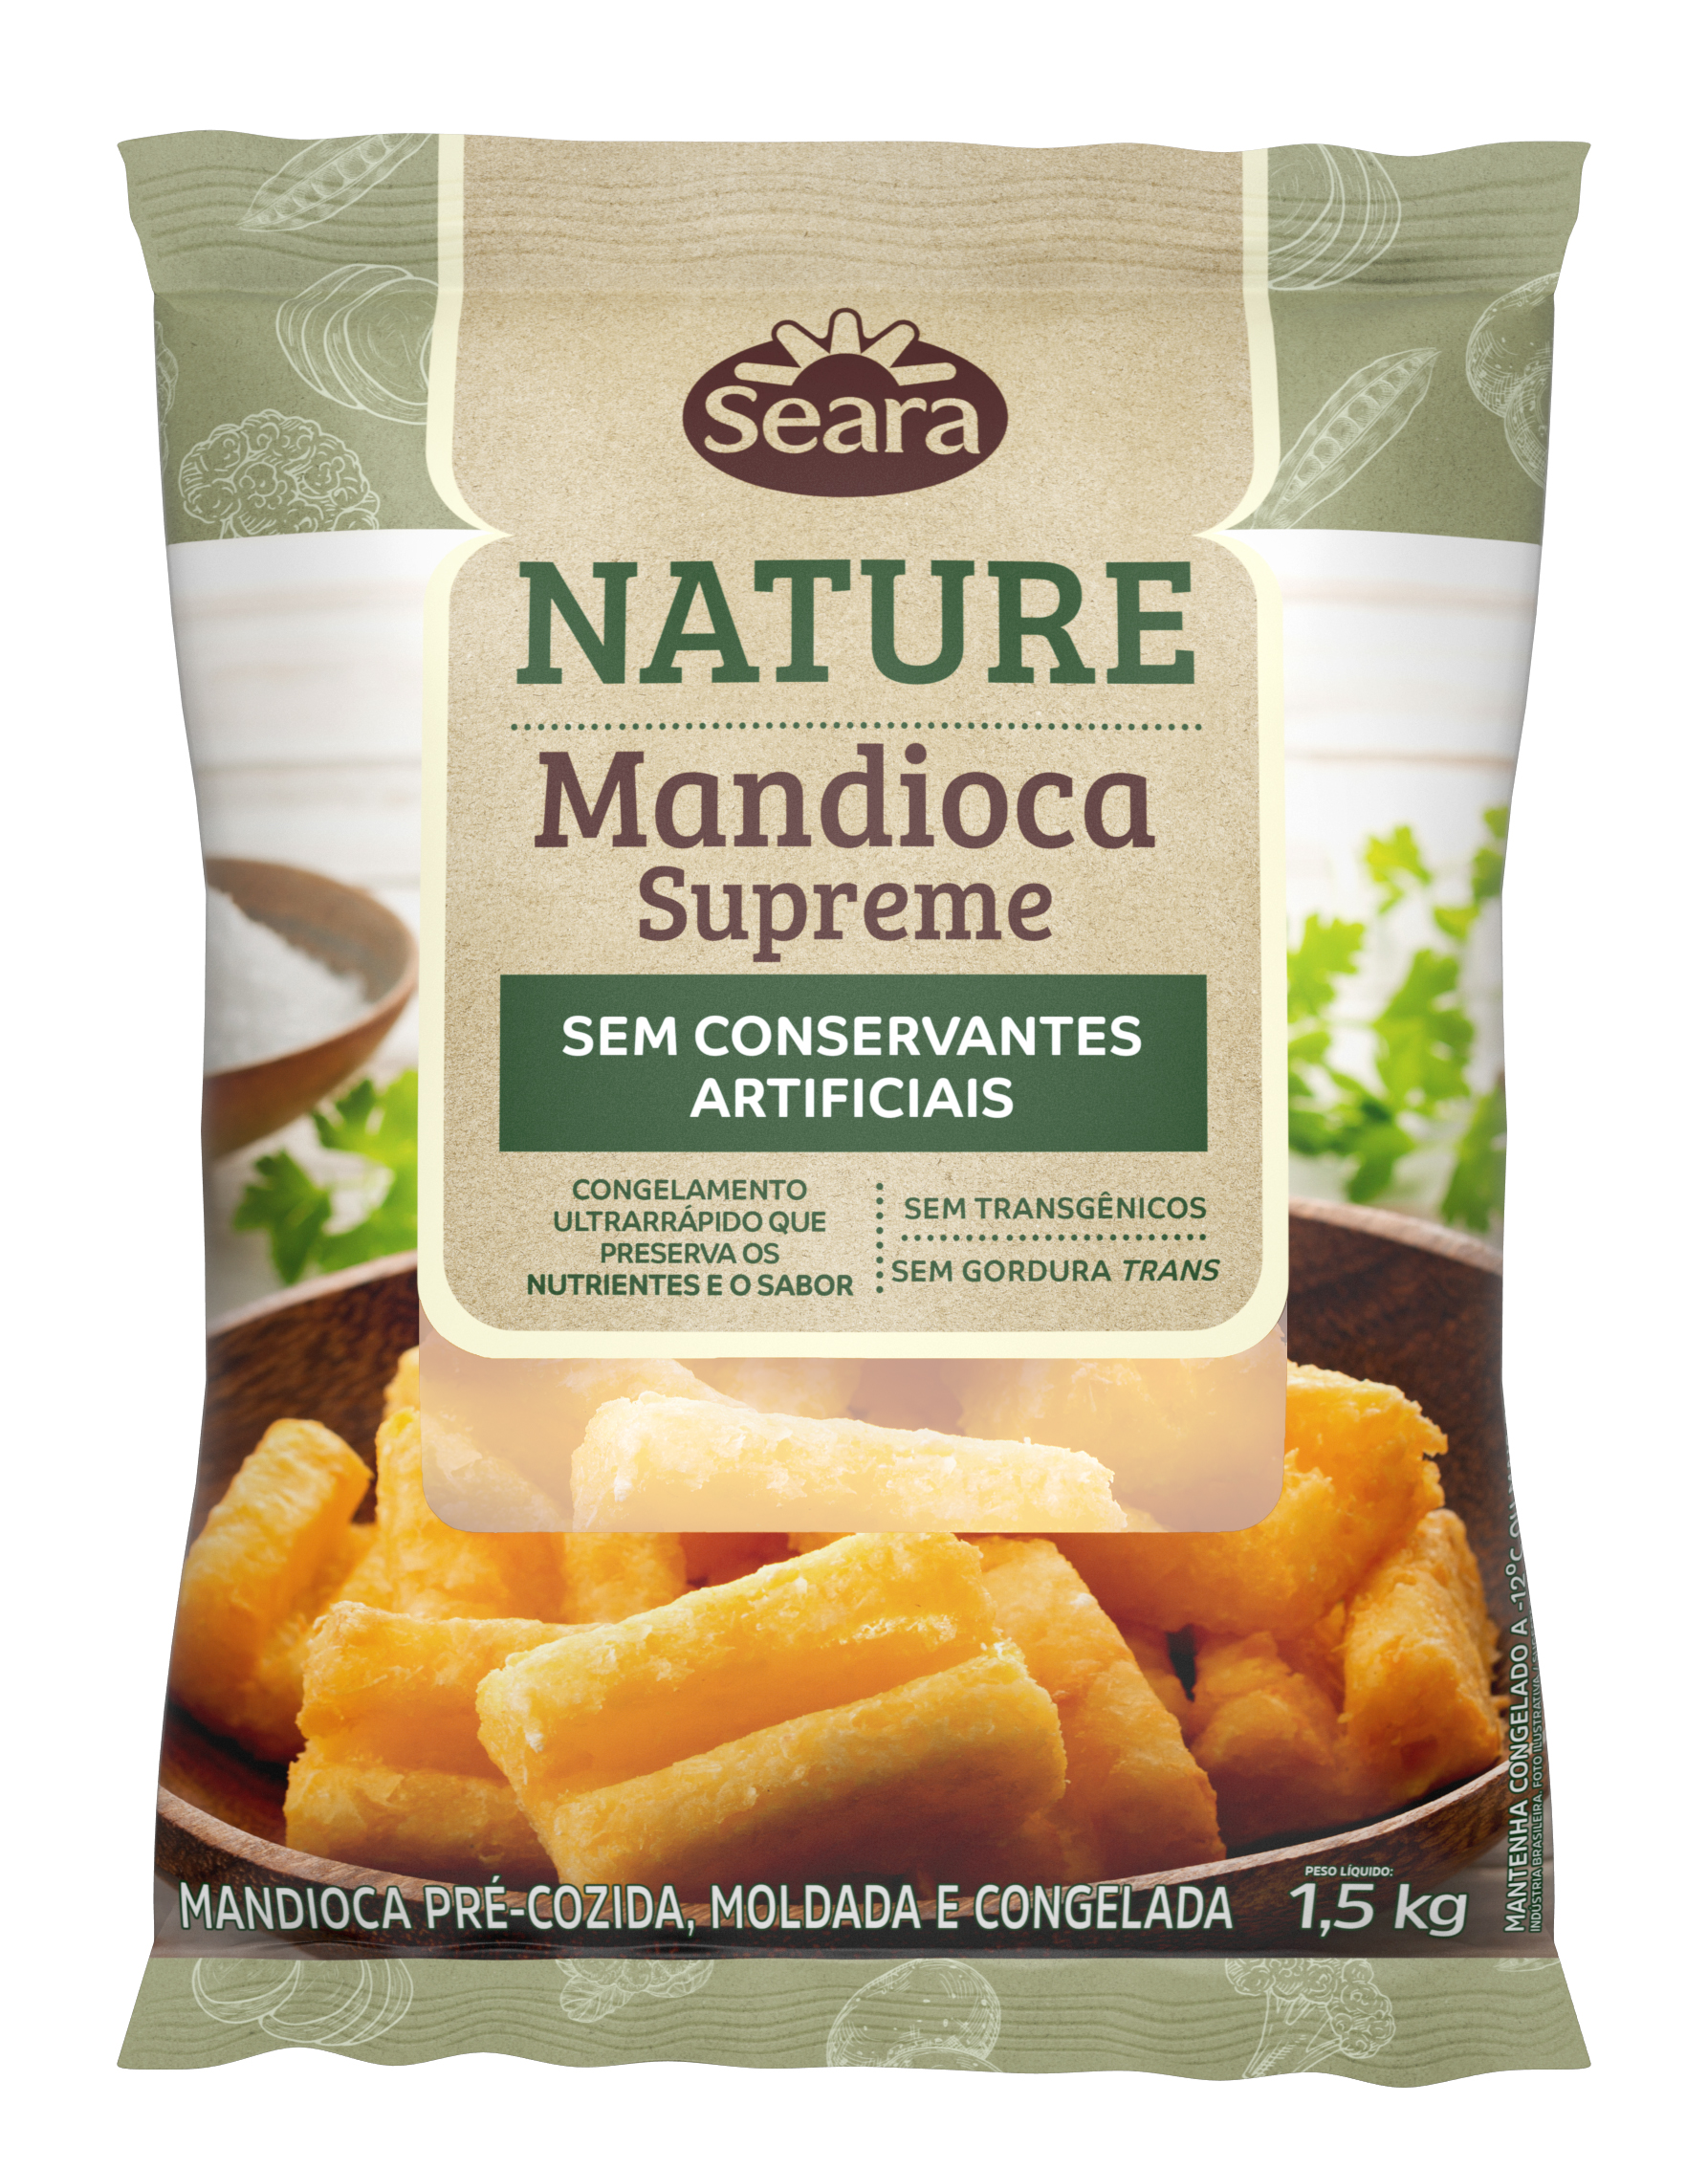 Seara
NATURE
Mandioca
Supreme
SEM CONSERVANTES
ARTIFICIAIS
CONGELAMENTO
ULTRARRÁPIDO QUE
PRESERVA OS
NUTRIENTES E O SABOR
SEM TRANSGÊNICOS
SEM GORDURA TRANS
MANDIOCA PRÉ-COZIDA, MOLDADA E CONGELADA
PESO LÍQUIDO:
1,5 kg
MANTENHA CONGELADO A -12°C
INDÚSTRIA BRASILEIRA. FOTO ILUSTRATIVA